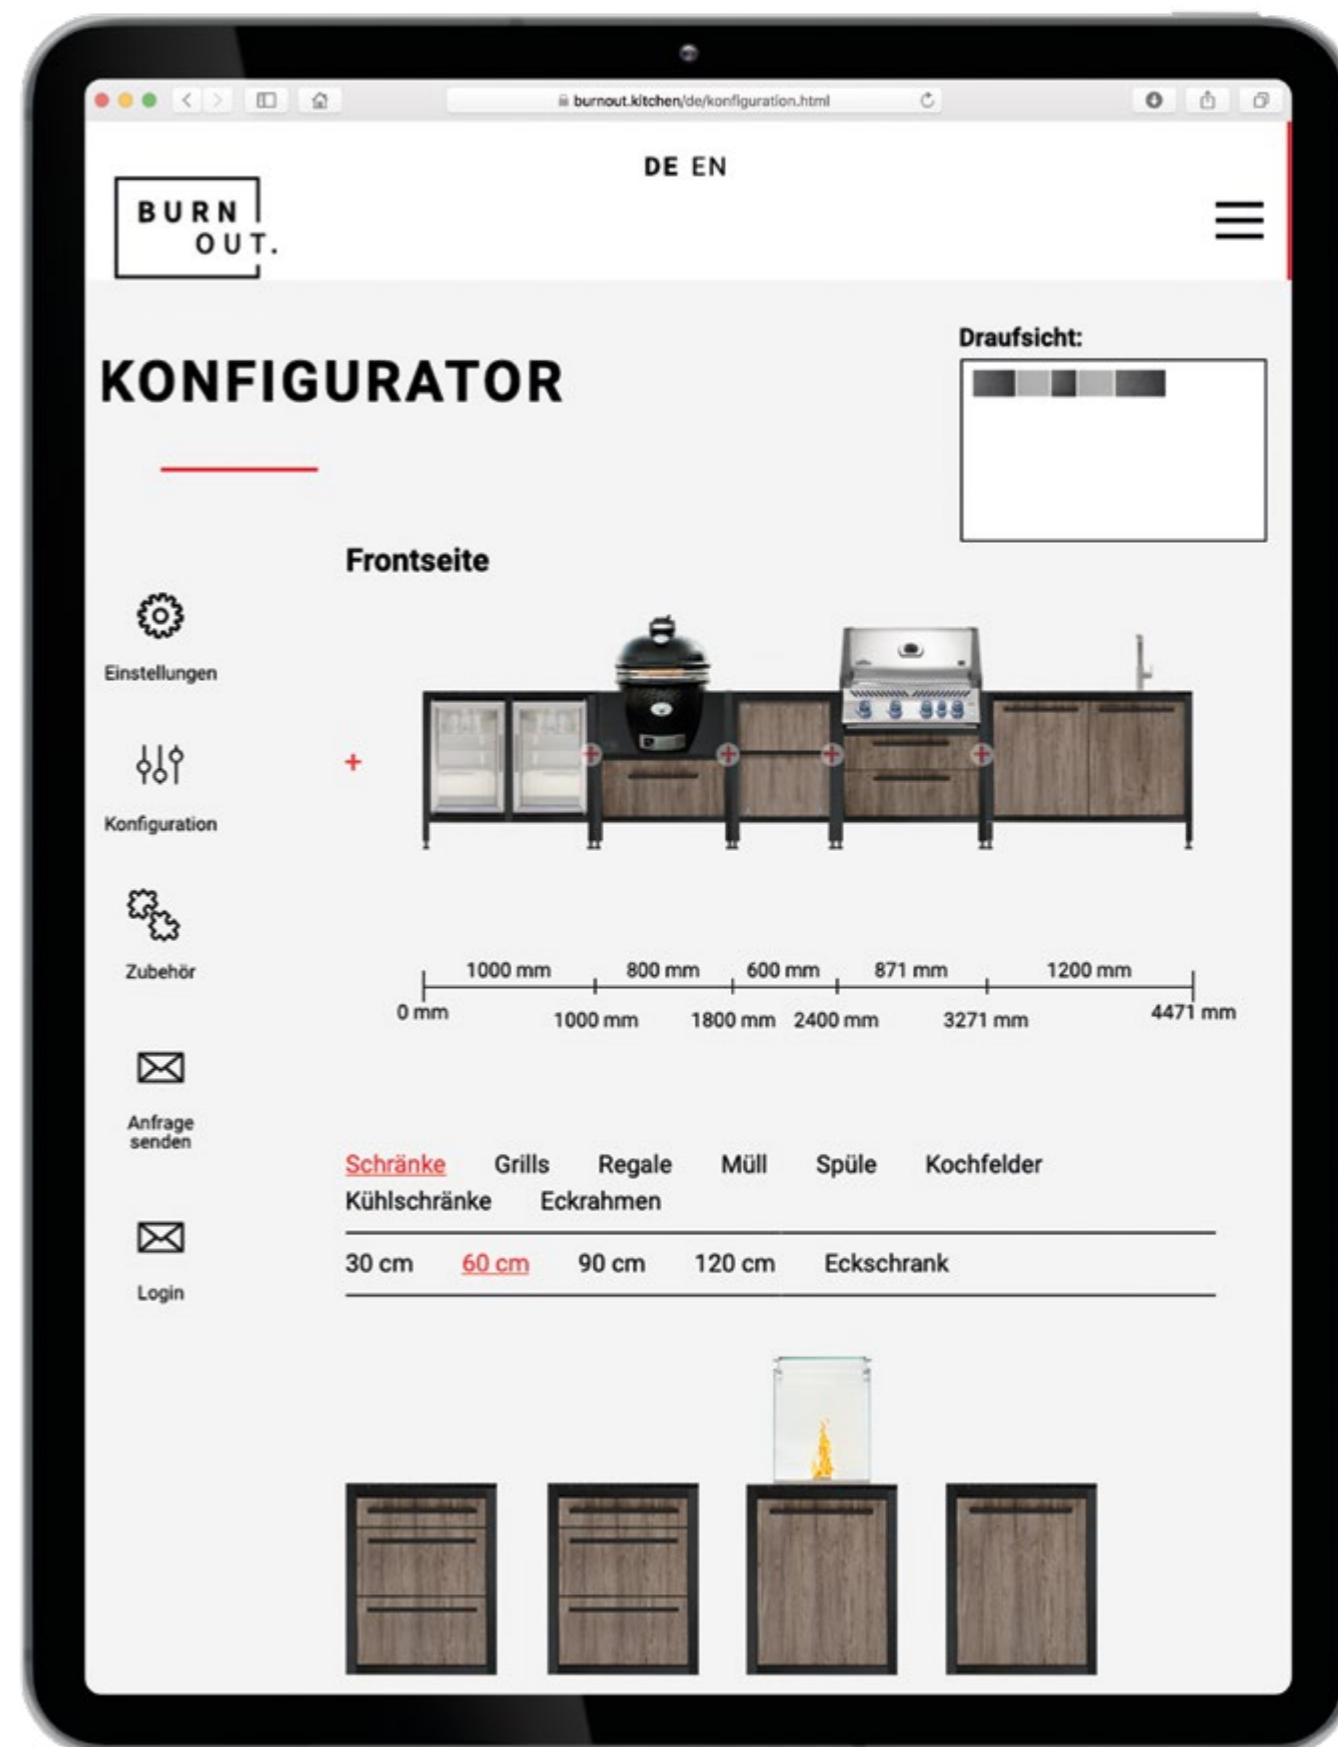 burnout.kitchen/de/konfiguration.html
DE EN
BURN
OUT.
KONFIGURATOR
Draufsicht:
Frontseite
Einstellungen
Konfiguration
Zubehör
Anfrage
senden
Login
1000 mm 800 mm 600 mm 871 mm 1200 mm
0 mm 1000 mm 1800 mm 2400 mm 3271 mm 4471 mm
Schränke Grills Regale Müll Spüle Kochfelder
Kühlschränke Eckrahmen
30 cm 60 cm 90 cm 120 cm Eckschrank